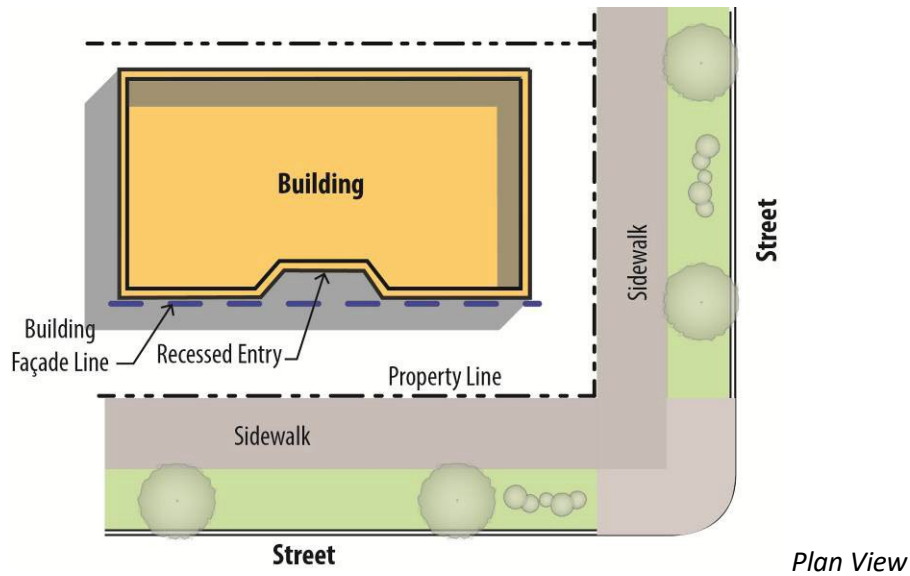 Building
Sidewalk
Street
Building
Façade Line
Recessed Entry
Property Line
Sidewalk
Street
Plan View